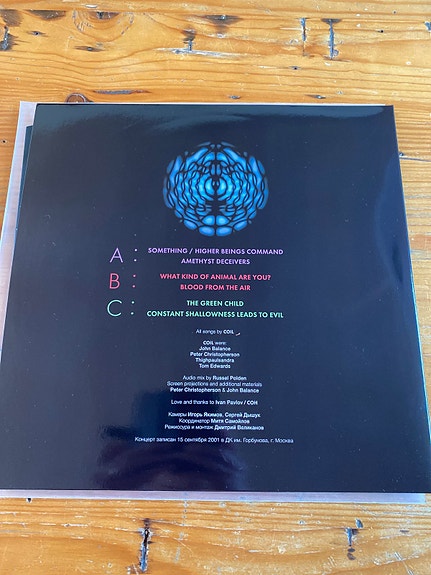 A : SOMETHING / HIGHER BEINGS COMMAND
AMETHYST DECEIVERS
B : WHAT KIND OF ANIMAL ARE YOU?
BLOOD FROM THE AIR
C : THE GREEN CHILD
CONSTANT SHALLOWNESS LEADS TO EVIL
All songs by COIL
COIL were:
John Balance
Peter Christopherson
Thighpaulsandra
Tom Edwards
Audio mix by Russel Polden
Screen projections and additional materials
Peter Christopherson & John Balance
Love and thanks to Ivan Pavlov / COH
Камеры Игорь Якимов, Сергей Дышук
Координатор Митя Самойлов
Режиссура и монтаж Дмитрий Великанов
Концерт записан 15 сентября 2001 в ДК им. Горбунова, г. Москва